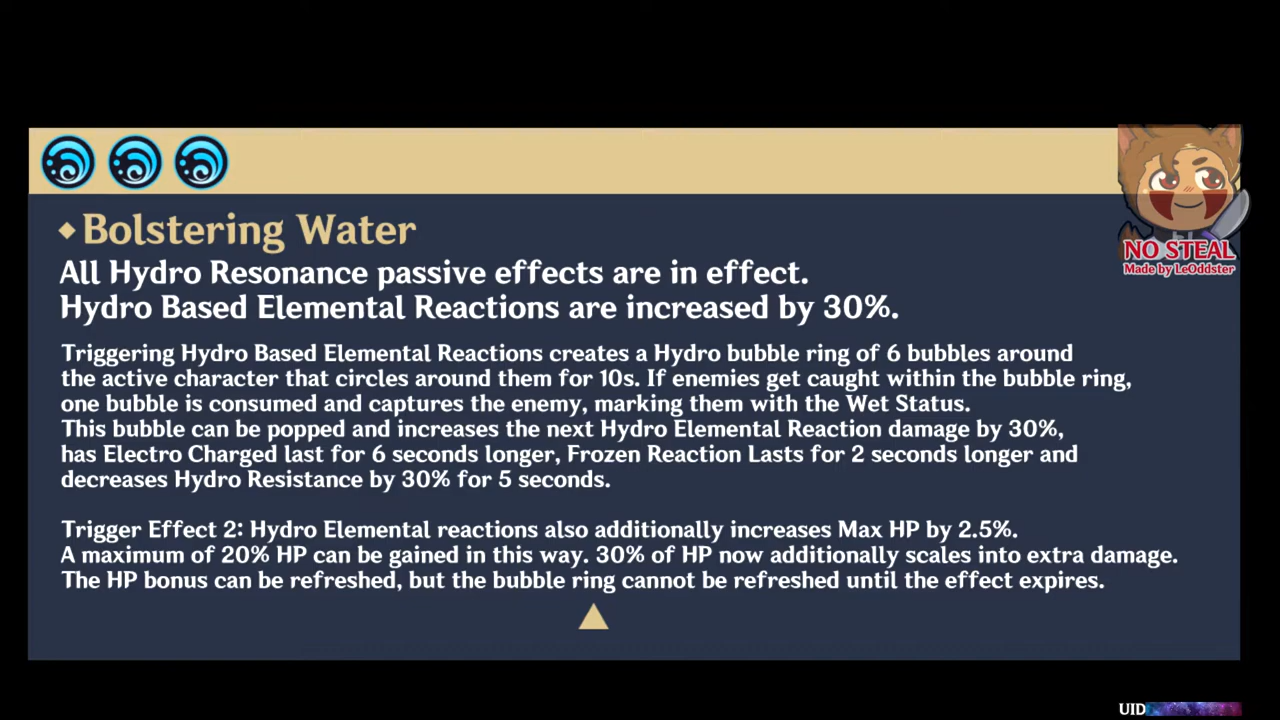 Bolstering Water
All Hydro Resonance passive effects are in effect.
Hydro Based Elemental Reactions are increased by 30%.
Triggering Hydro Based Elemental Reactions creates a Hydro bubble ring of 6 bubbles around
the active character that circles around them for 10s. If enemies get caught within the bubble ring,
one bubble is consumed and captures the enemy, marking them with the Wet Status.
This bubble can be popped and increases the next Hydro Elemental Reaction damage by 30%,
has Electro Charged last for 6 seconds longer, Frozen Reaction Lasts for 2 seconds longer and
decreases Hydro Resistance by 30% for 5 seconds.
Trigger Effect 2: Hydro Elemental reactions also additionally increases Max HP by 2.5%.
A maximum of 20% HP can be gained in this way. 30% of HP now additionally scales into extra damage.
The HP bonus can be refreshed, but the bubble ring cannot be refreshed until the effect expires.
NO STEAL
Made by LeOddster
UID